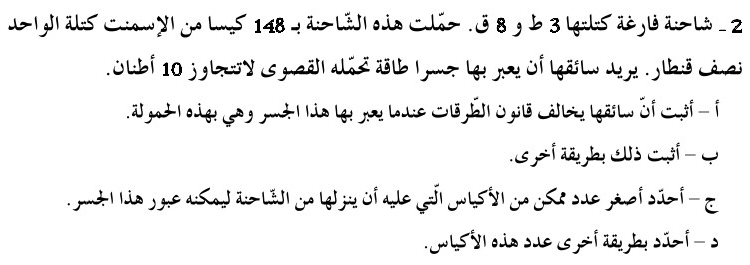 2 - شاحنة فارغة كتلتها 3 ط و 8 ق. حمّلت هذه الشّاحنة بـ 148 كيسا من الإسمنت كتلة الواحد
نصف قنطار. يريد سائقها أن يعبر بها جسرا طاقة تحمّله القصوى لاتتجاوز 10 أطنان.
أ – أثبت أنّ سائقها يخالف قانون الطّرقات عندما يعبر بها هذا الجسر وهي بهذه الحمولة.
ب – أثبت ذلك بطريقة أخرى.
ج – أحدّد أصغر عدد ممكن من الأكياس الّتي عليه أن ينزلها من الشّاحنة ليمكنه عبور هذا الجسر.
د – أحدّد بطريقة أخرى عدد هذه الأكياس.